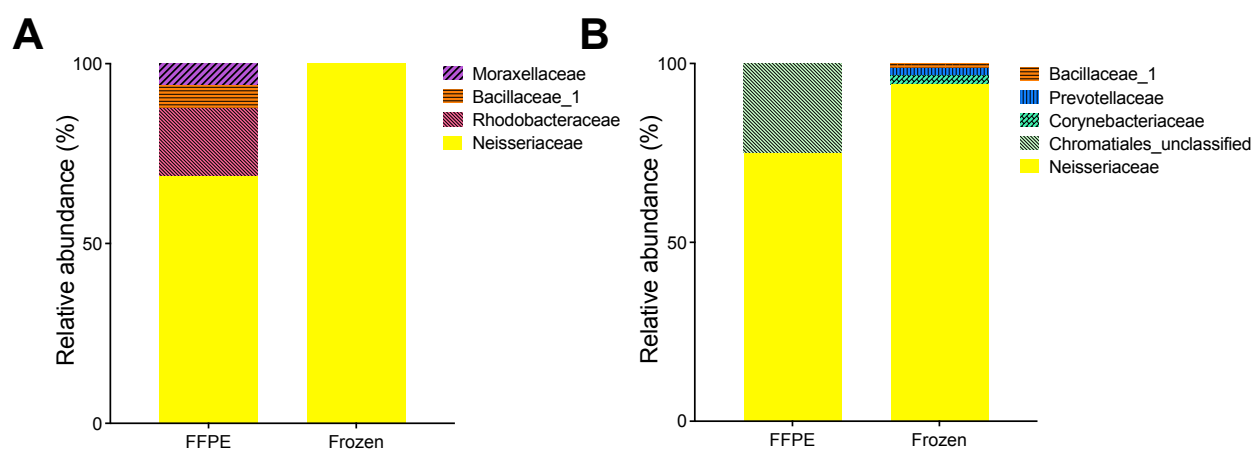 A
Relative abundance (%)
100
50
0
FFPE
Frozen
Moraxellaceae
Bacillaceae_1
Rhodobacteraceae
Neisseriaceae
B
Relative abundance (%)
100
50
0
FFPE
Frozen
Bacillaceae_1
Prevotellaceae
Corynebacteriaceae
Chromatiales_unclassified
Neisseriaceae